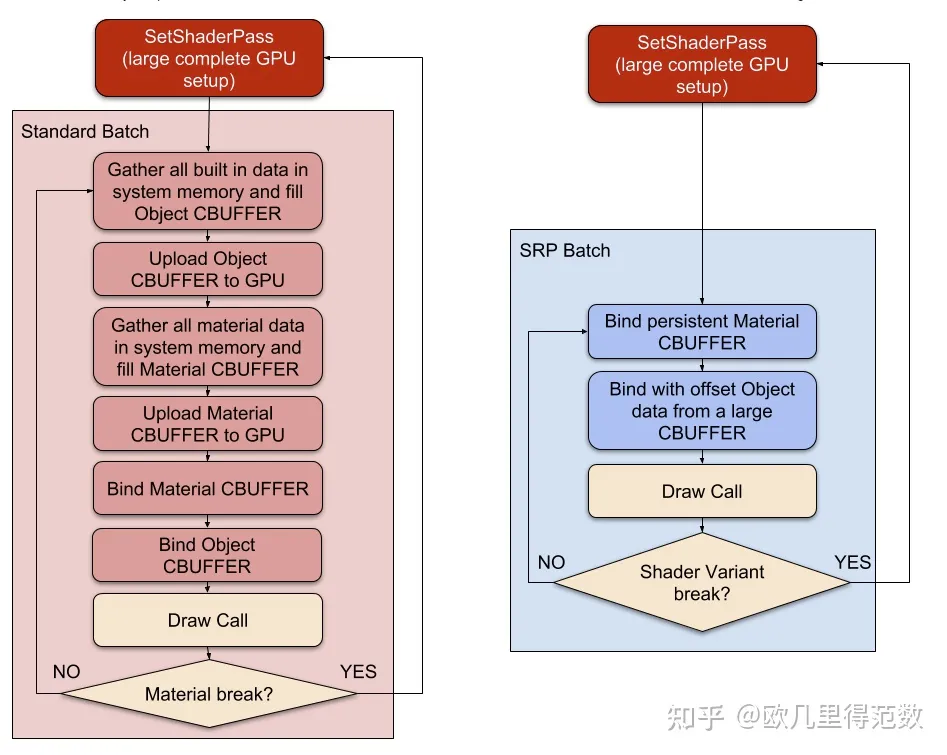 SetShaderPass
(large complete GPU
setup)
Standard Batch
Gather all built in data in
system memory and fill
Object CBUFFER
Upload Object
CBUFFER to GPU
Gather all material data
in system memory and
fill Material CBUFFER
Upload Material
CBUFFER to GPU
Bind Material CBUFFER
Bind Object
CBUFFER
Draw Call
NO
YES
Material break?
SetShaderPass
(large complete GPU
setup)
SRP Batch
Bind persistent Material
CBUFFER
Bind with offset Object
data from a large
CBUFFER
Draw Call
NO
YES
Shader Variant
break?
知乎 @欧几里得范数